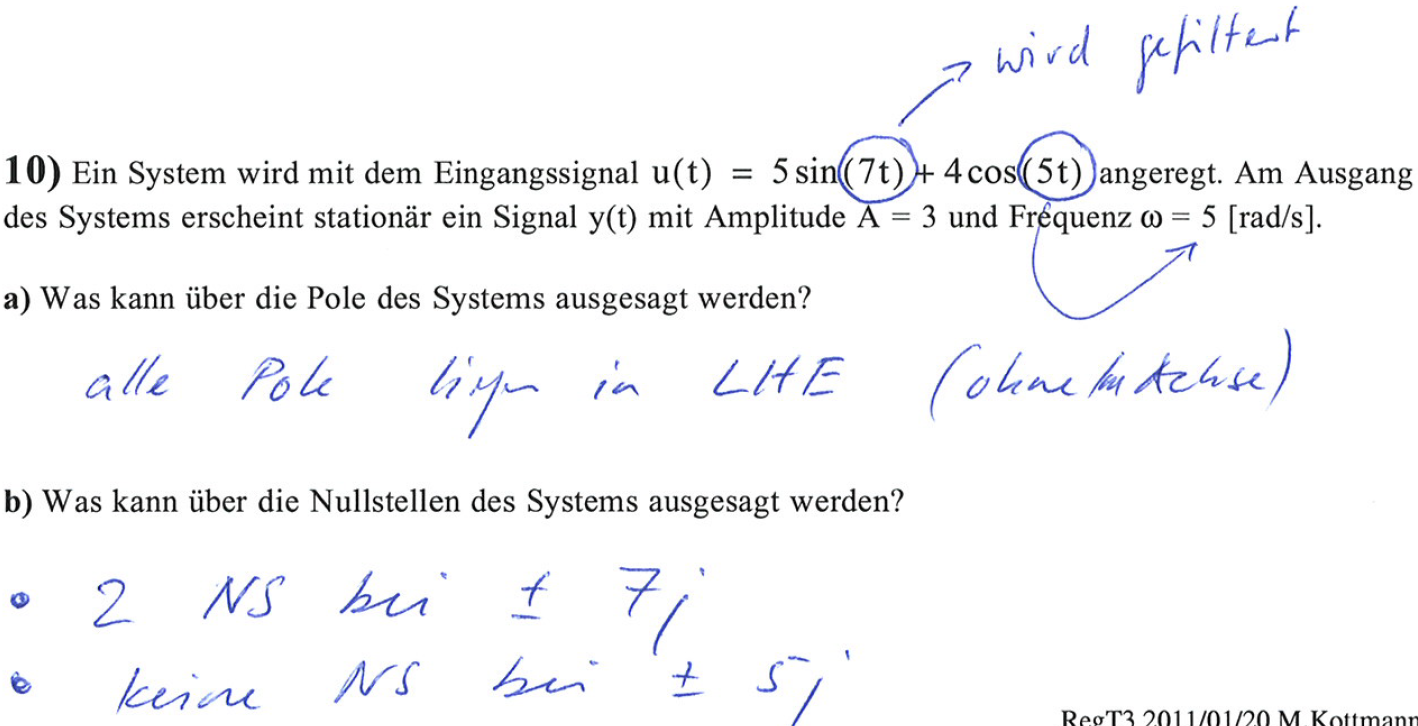 wird gefiltert
10) Ein System wird mit dem Eingangssignal u(t) = 5 sin(7t) + 4 cos(5t) angeregt. Am Ausgang
des Systems erscheint stationär ein Signal y(t) mit Amplitude A = 3 und Frequenz ω = 5 [rad/s].
a) Was kann über die Pole des Systems ausgesagt werden?
alle Pole liegen in LHE (ohne Im Achse)
b) Was kann über die Nullstellen des Systems ausgesagt werden?
• 2 NS bei ± 7j
• keine NS bei ± 5j
RegT3 2011/01/20 M.Kottmann